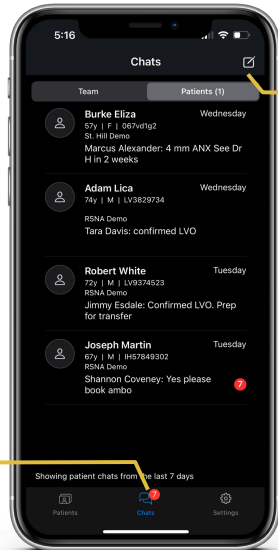 5:16
Chats
Team
Patients (1)
Burke Eliza
Wednesday
57y | F | 067vd1g2
St. Hill Demo
Marcus Alexander: 4 mm ANX See Dr
H in 2 weeks
Adam Lica
Wednesday
74y | M | LV3829734
RSNA Demo
Tara Davis: confirmed LVO
Robert White
Tuesday
72y | M | LV9374523
RSNA Demo
Jimmy Esdale: Confirmed LVO. Prep
for transfer
Joseph Martin
Tuesday
67y | M | IH57849302
RSNA Demo
Shannon Coveney: Yes please
book ambo
7
Showing patient chats from the last 7 days
7
Patients
Chats
Settings